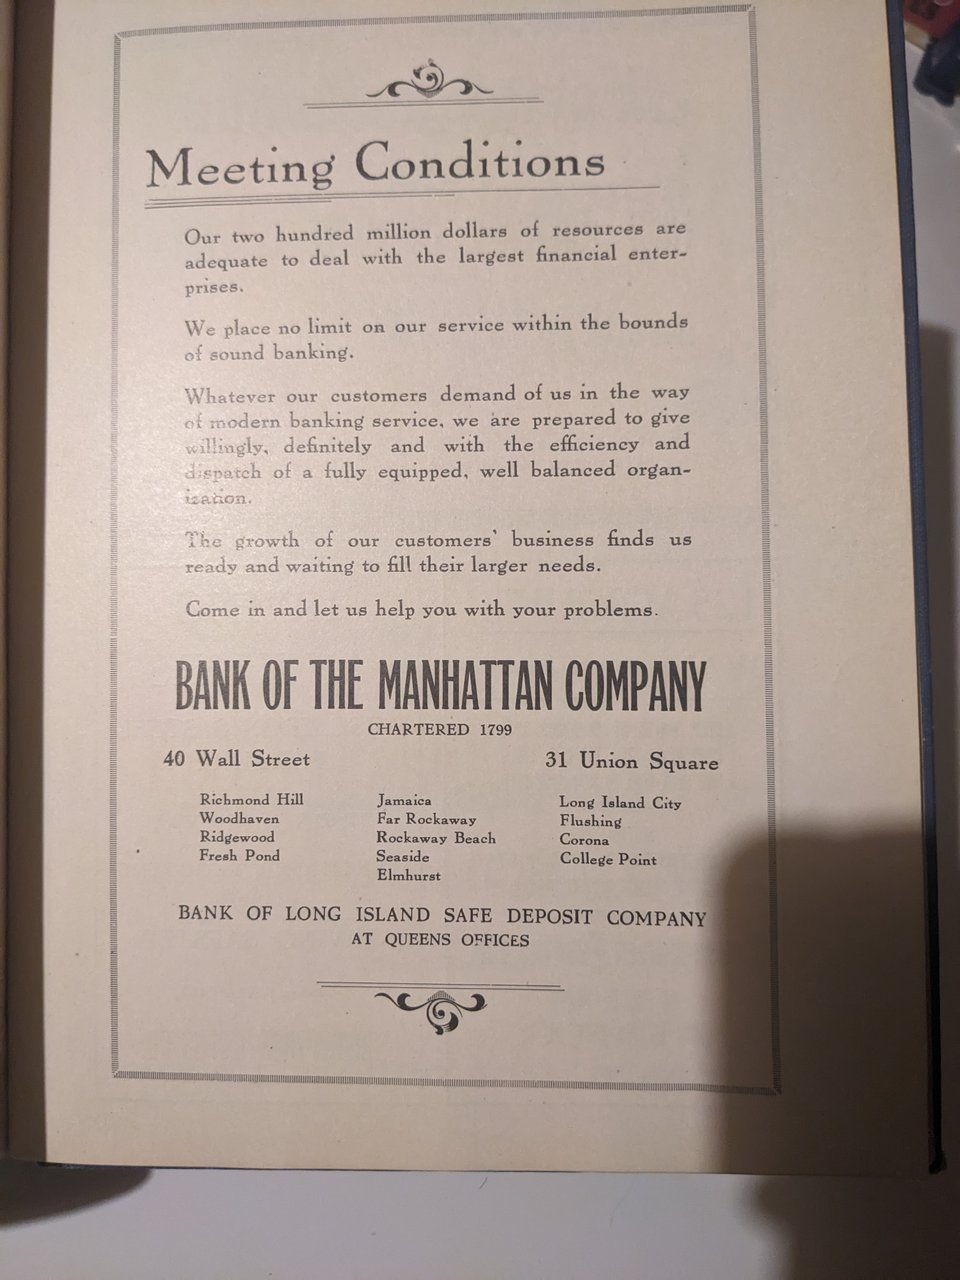 Meeting Conditions
Our two hundred million dollars of resources are
adequate to deal with the largest financial enter-
prises.
We place no limit on our service within the bounds
of sound banking.
Whatever our customers demand of us in the way
of modern banking service, we are prepared to give
willingly, definitely and with the efficiency and
dispatch of a fully equipped, well balanced organ-
ization.
The growth of our customers' business finds us
ready and waiting to fill their larger needs.
Come in and let us help you with your problems.
BANK OF THE MANHATTAN COMPANY
CHARTERED 1799
40 Wall Street
31 Union Square
Richmond Hill
Woodhaven
Ridgewood
Fresh Pond
Jamaica
Far Rockaway
Rockaway Beach
Seaside
Elmhurst
Long Island City
Flushing
Corona
College Point
BANK OF LONG ISLAND SAFE DEPOSIT COMPANY
AT QUEENS OFFICES